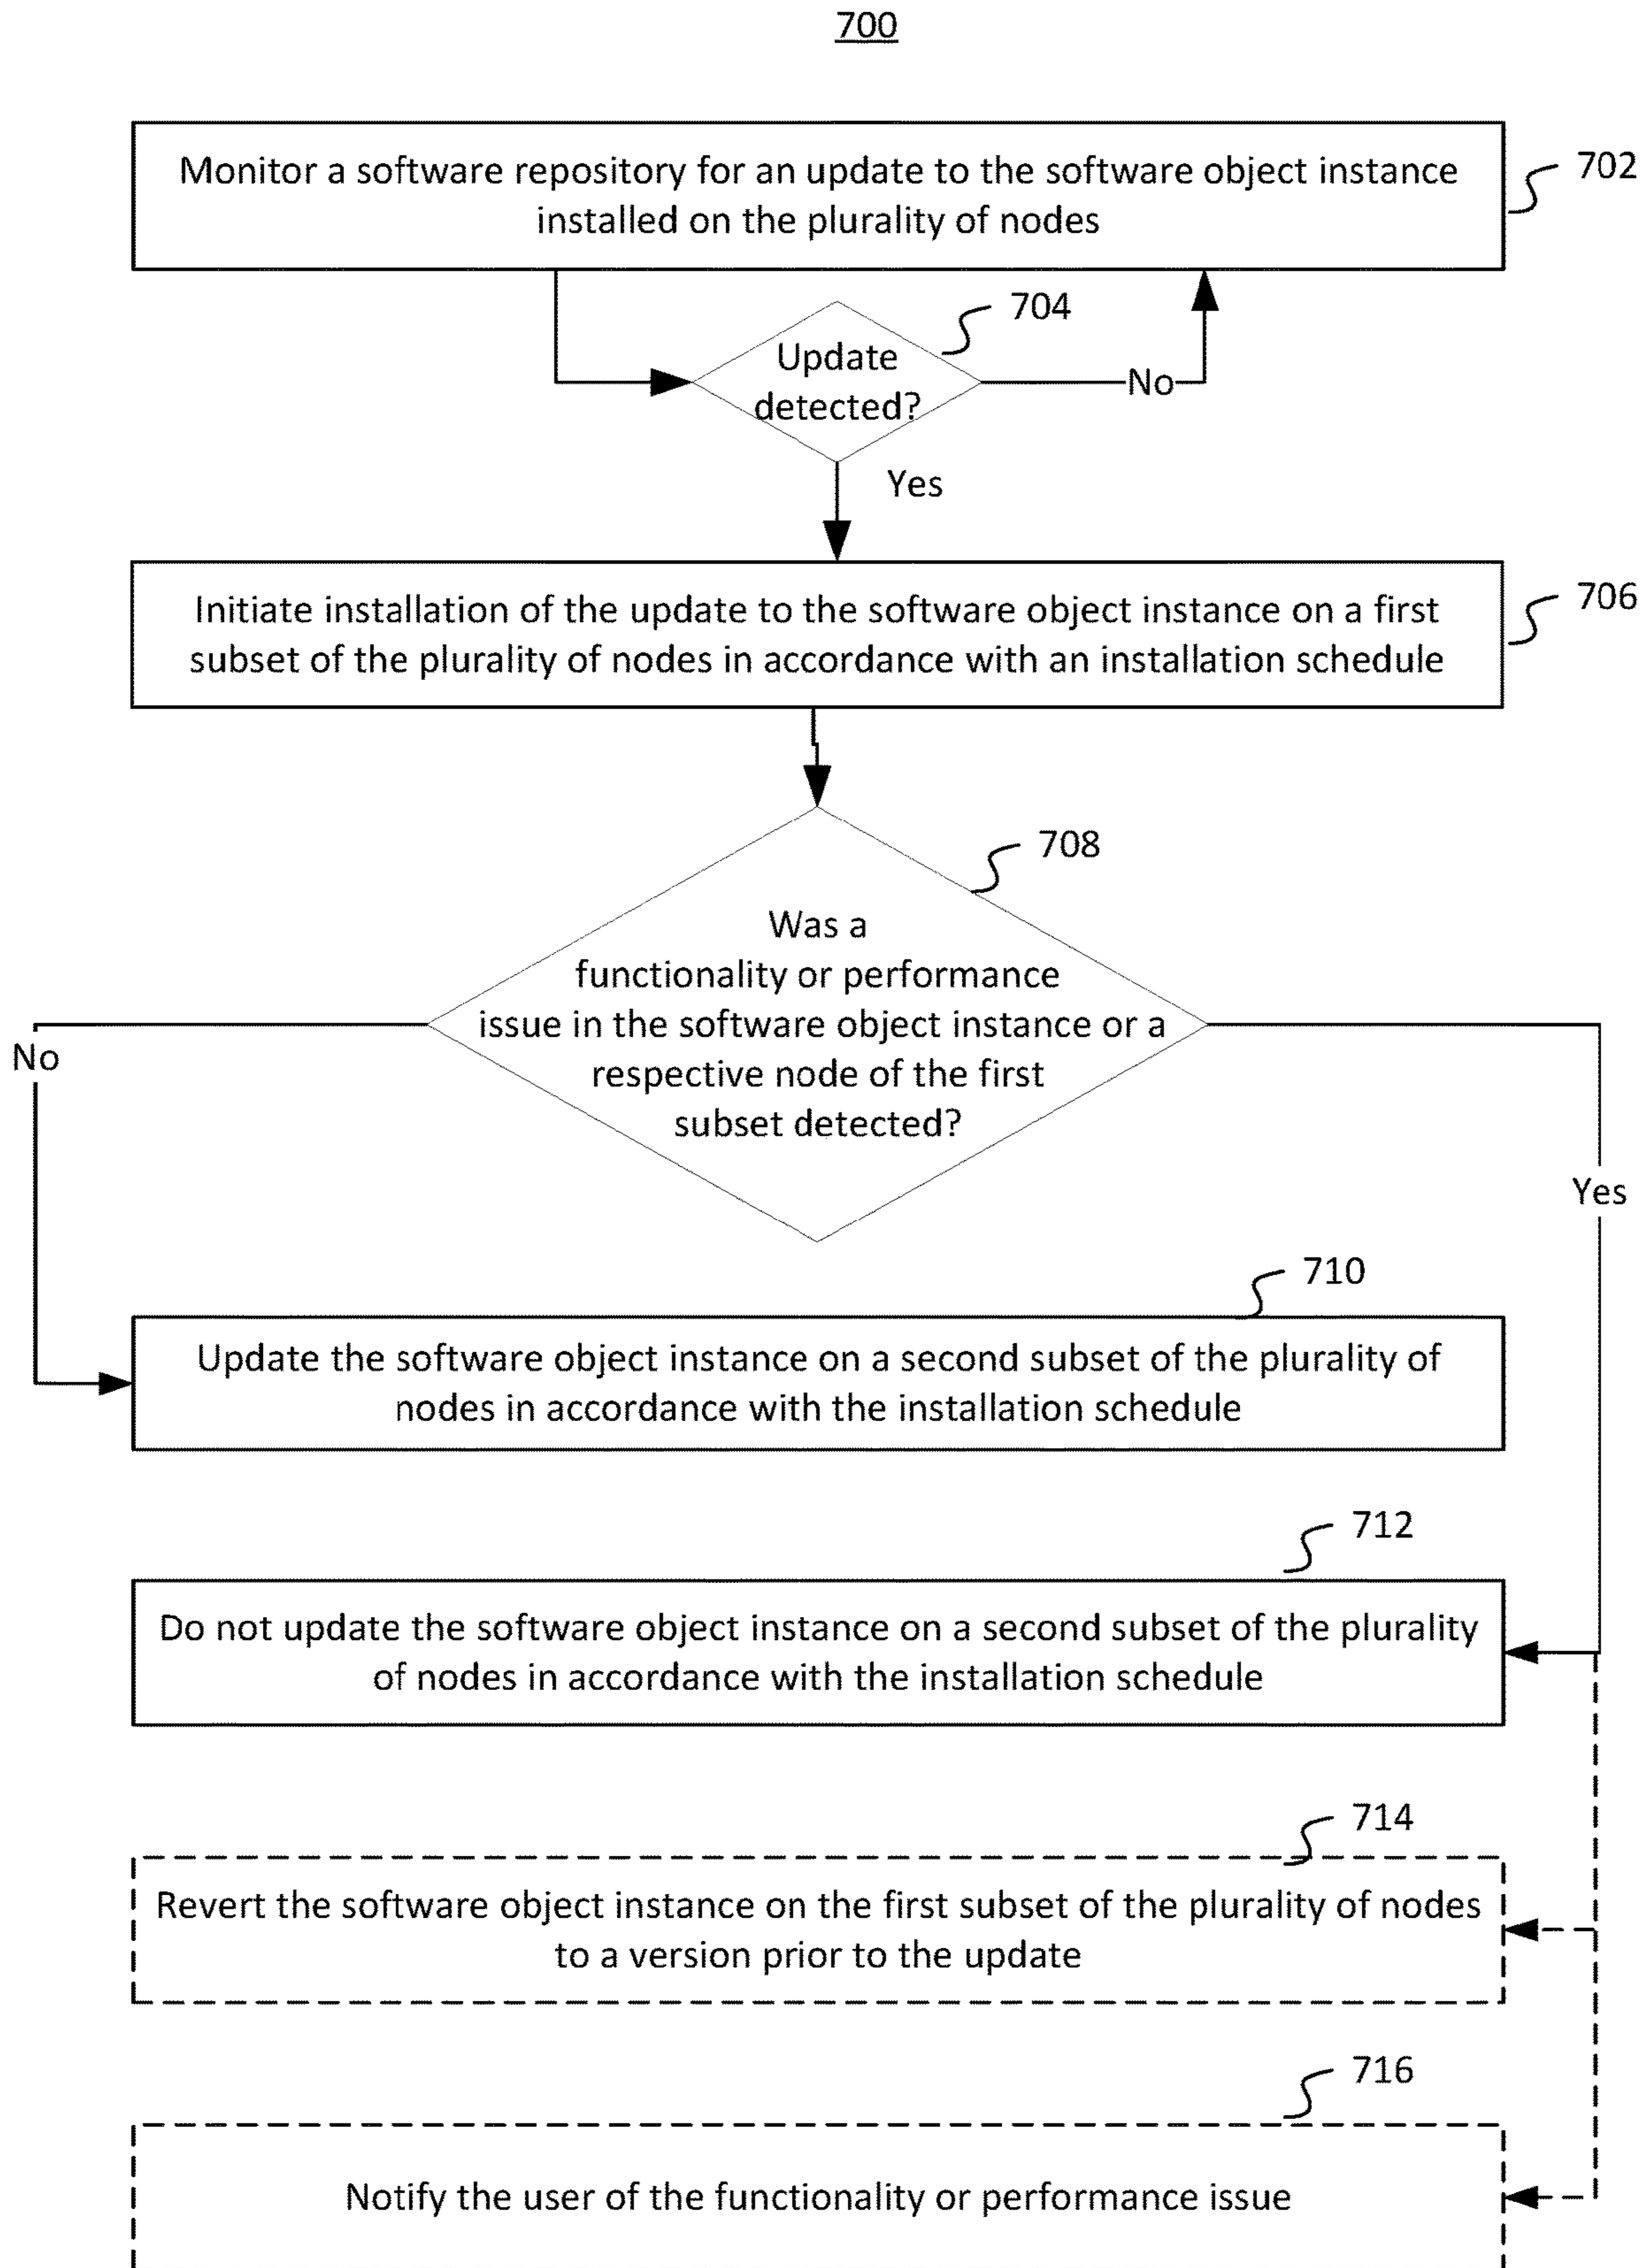 700
Monitor a software repository for an update to the software object instance
installed on the plurality of nodes
702
704
Update
detected?
No
Yes
Initiate installation of the update to the software object instance on a first
subset of the plurality of nodes in accordance with an installation schedule
706
708
Was a
functionality or performance
issue in the software object instance or a
respective node of the first
subset detected?
No
Yes
710
Update the software object instance on a second subset of the plurality of
nodes in accordance with the installation schedule
712
Do not update the software object instance on a second subset of the plurality
of nodes in accordance with the installation schedule
714
Revert the software object instance on the first subset of the plurality of nodes
to a version prior to the update
716
Notify the user of the functionality or performance issue